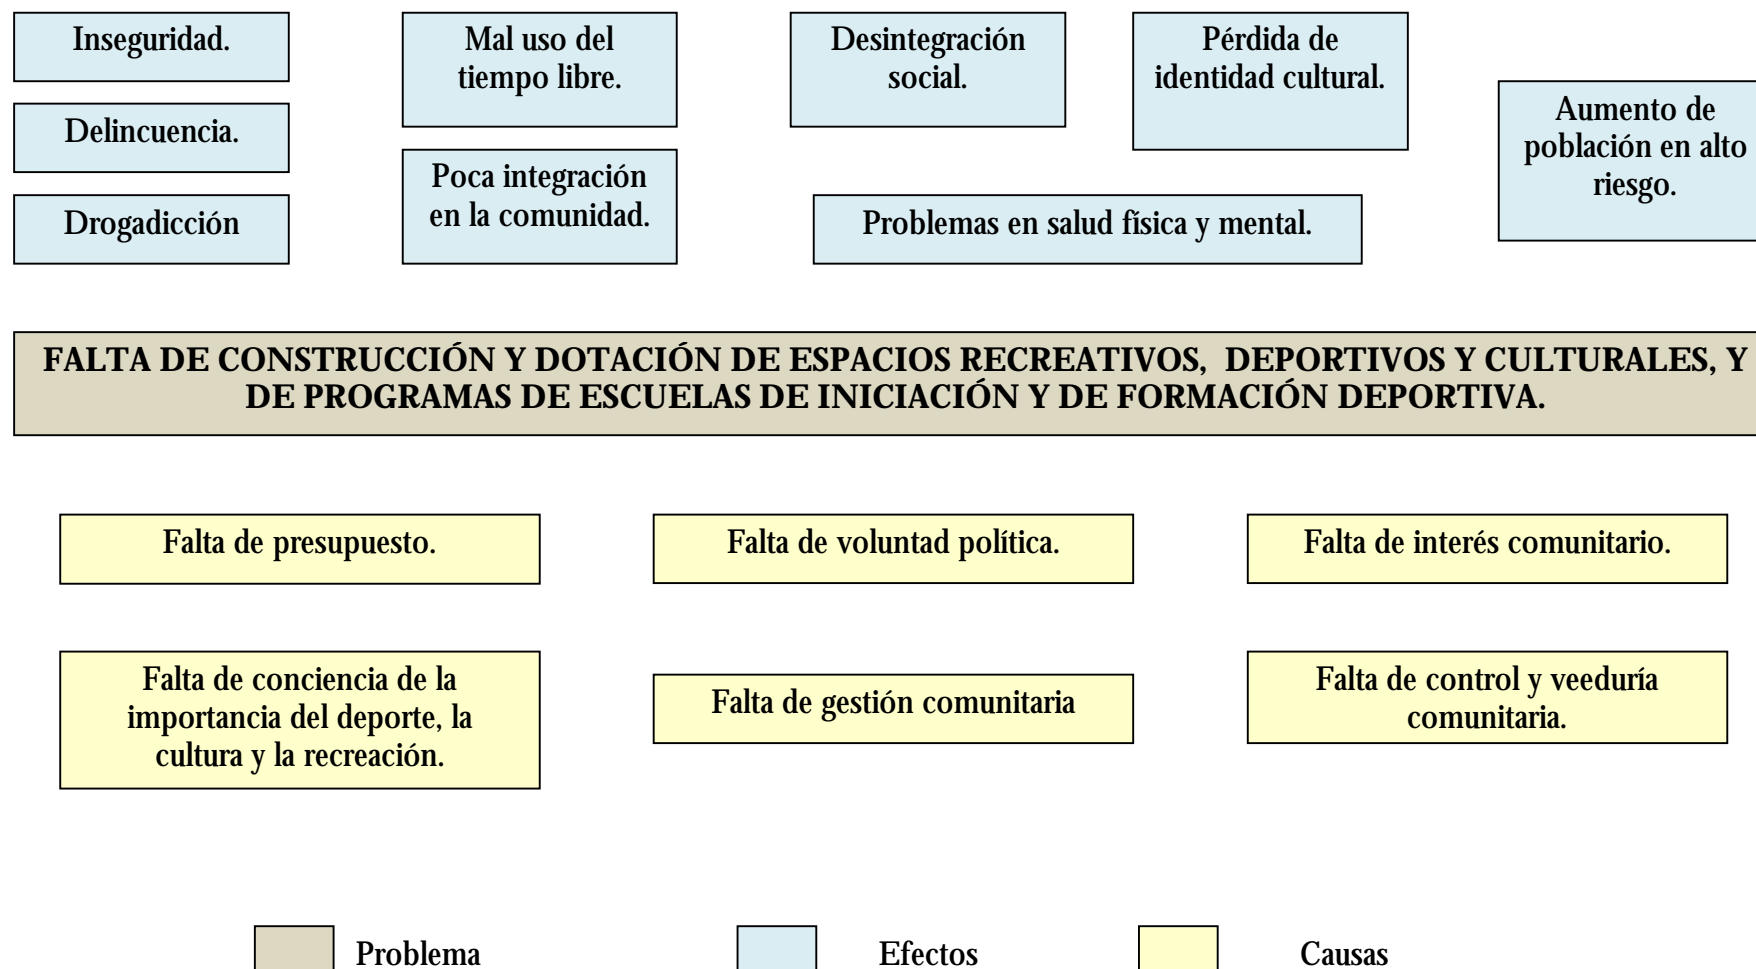 Inseguridad.
Delincuencia.
Drogadicción
Mal uso del
tiempo libre.
Poca integración
en la comunidad.
Desintegración
social.
Pérdida de
identidad cultural.
Problemas en salud física y mental.
Aumento de
población en alto
riesgo.
FALTA DE CONSTRUCCIÓN Y DOTACIÓN DE ESPACIOS RECREATIVOS, DEPORTIVOS Y CULTURALES, Y
DE PROGRAMAS DE ESCUELAS DE INICIACIÓN Y DE FORMACIÓN DEPORTIVA.
Falta de presupuesto.
Falta de voluntad política.
Falta de interés comunitario.
Falta de conciencia de la
importancia del deporte, la
cultura y la recreación.
Falta de gestión comunitaria
Falta de control y veeduría
comunitaria.
Problema
Efectos
Causas